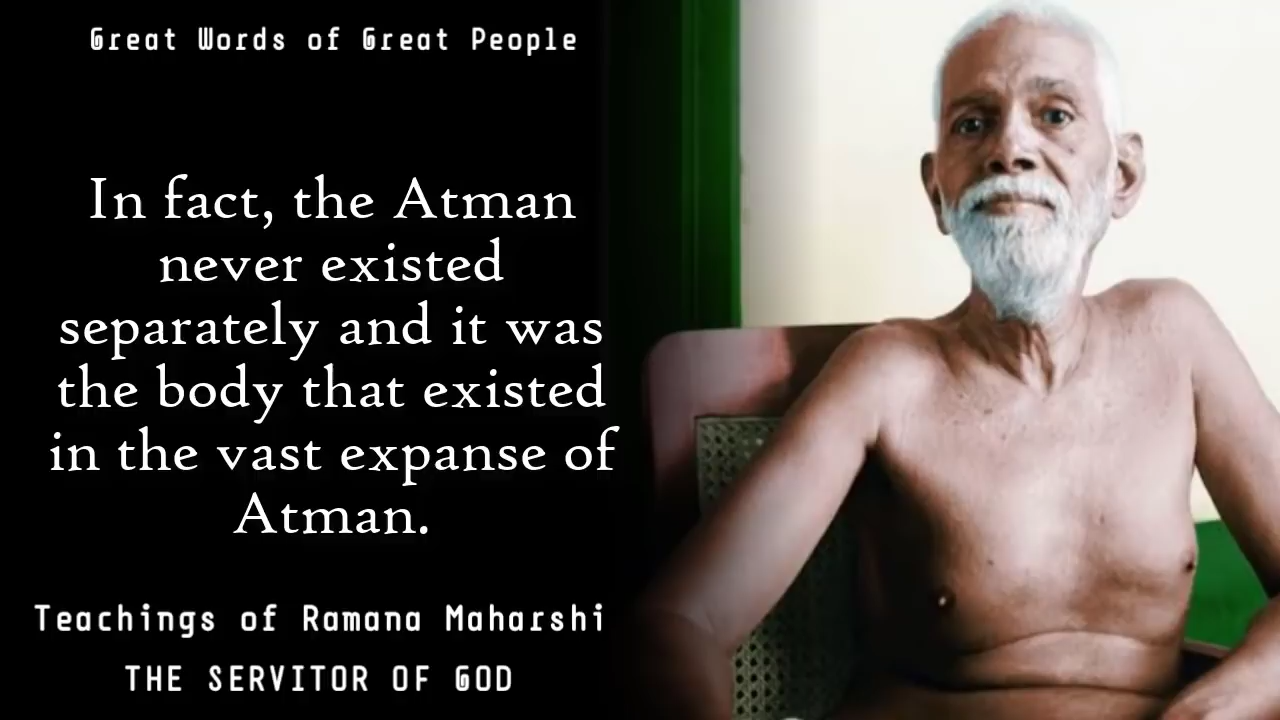 Great Words of Great People
In fact, the Atman
never existed
separately and it was
the body that existed
in the vast expanse of
Atman.
Teachings of Ramana Maharshi
THE SERVITOR OF GOD